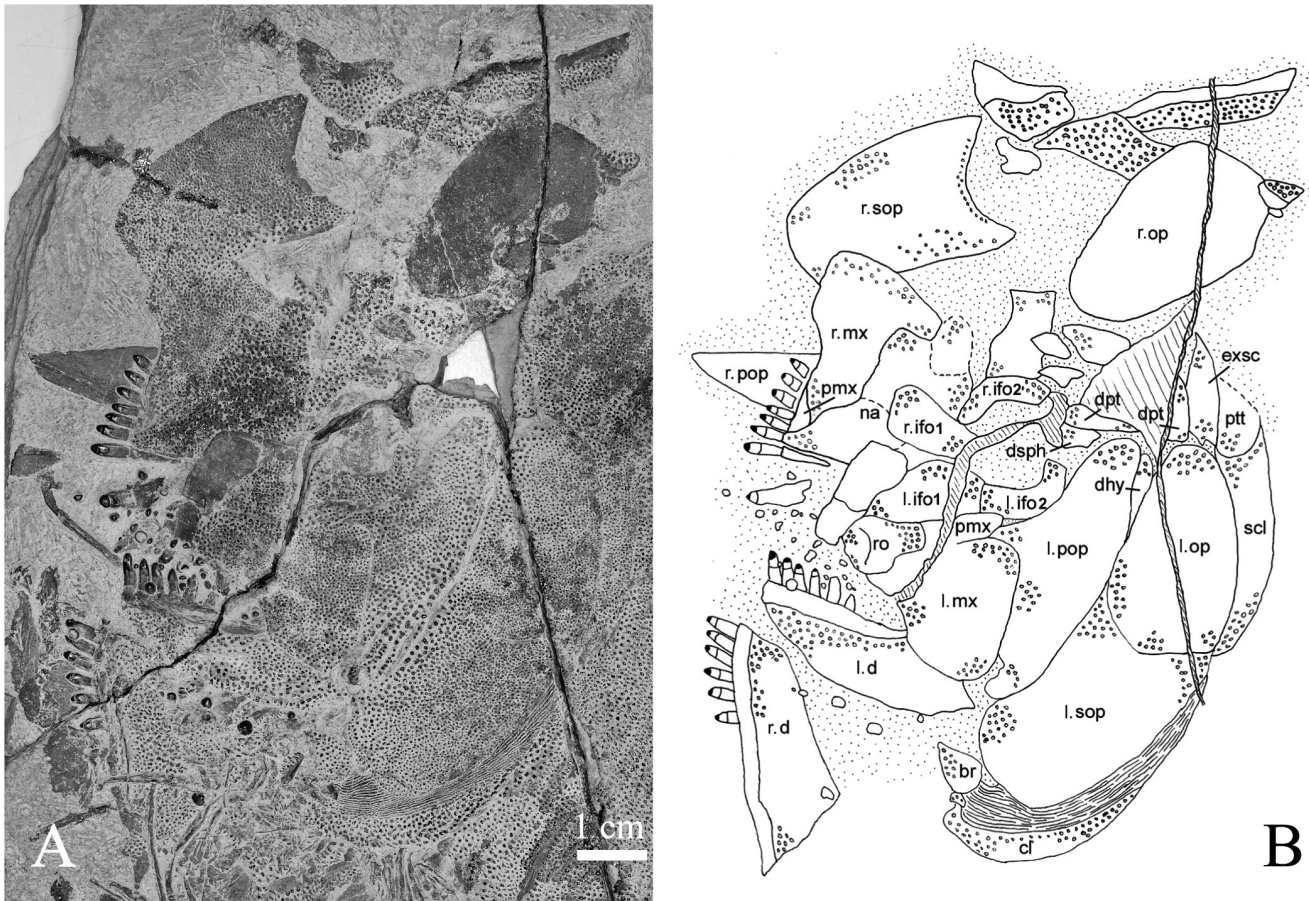 A
1 cm
r.sop
r.op
r.mx
r.pop
pmx
na
r.ifo1
r.ifo2
exsc
dpt
dpt
ptt
dsph
l.ifo1
l.ifo2
dhy
pmx
ro
l.pop
l.op
scl
l.mx
l.d
r.d
l.sop
br
cl
B